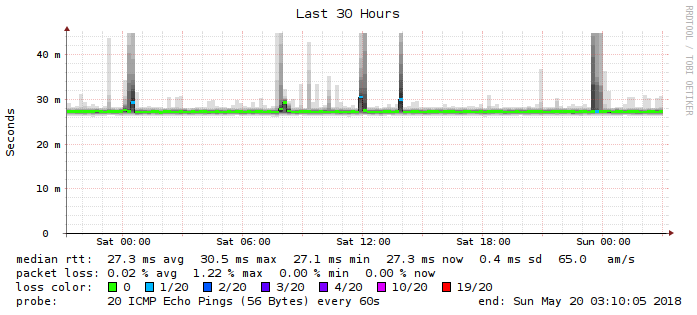 Last 30 Hours
RRDTOOL / TOBI OETIKER
Seconds
40 m
30 m
20 m
10 m
0
Sat 00:00 Sat 06:00 Sat 12:00 Sat 18:00 Sun 00:00
median rtt: 27.3 ms avg 30.5 ms max 27.1 ms min 27.3 ms now 0.4 ms sd 65.0 am/s
packet loss: 0.02 % avg 1.22 % max 0.00 % min 0.00 % now
loss color: 0 1/20 2/20 3/20 4/20 10/20 19/20
probe: 20 ICMP Echo Pings (56 Bytes) every 60s end: Sun May 20 03:10:05 2018